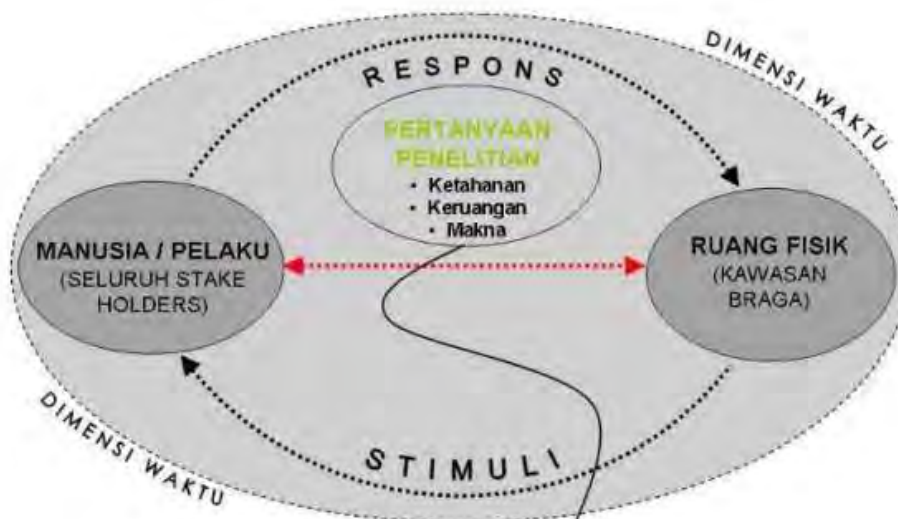 DIMENSI WAKTU
RESPONS
PERTANYAAN
PENELITIAN
• Ketahanan
• Keruangan
• Makna
MANUSIA / PELAKU
(SELURUH STAKE
HOLDERS)
RUANG FISIK
(KAWASAN
BRAGA)
STIMULI
DIMENSI WAKTU